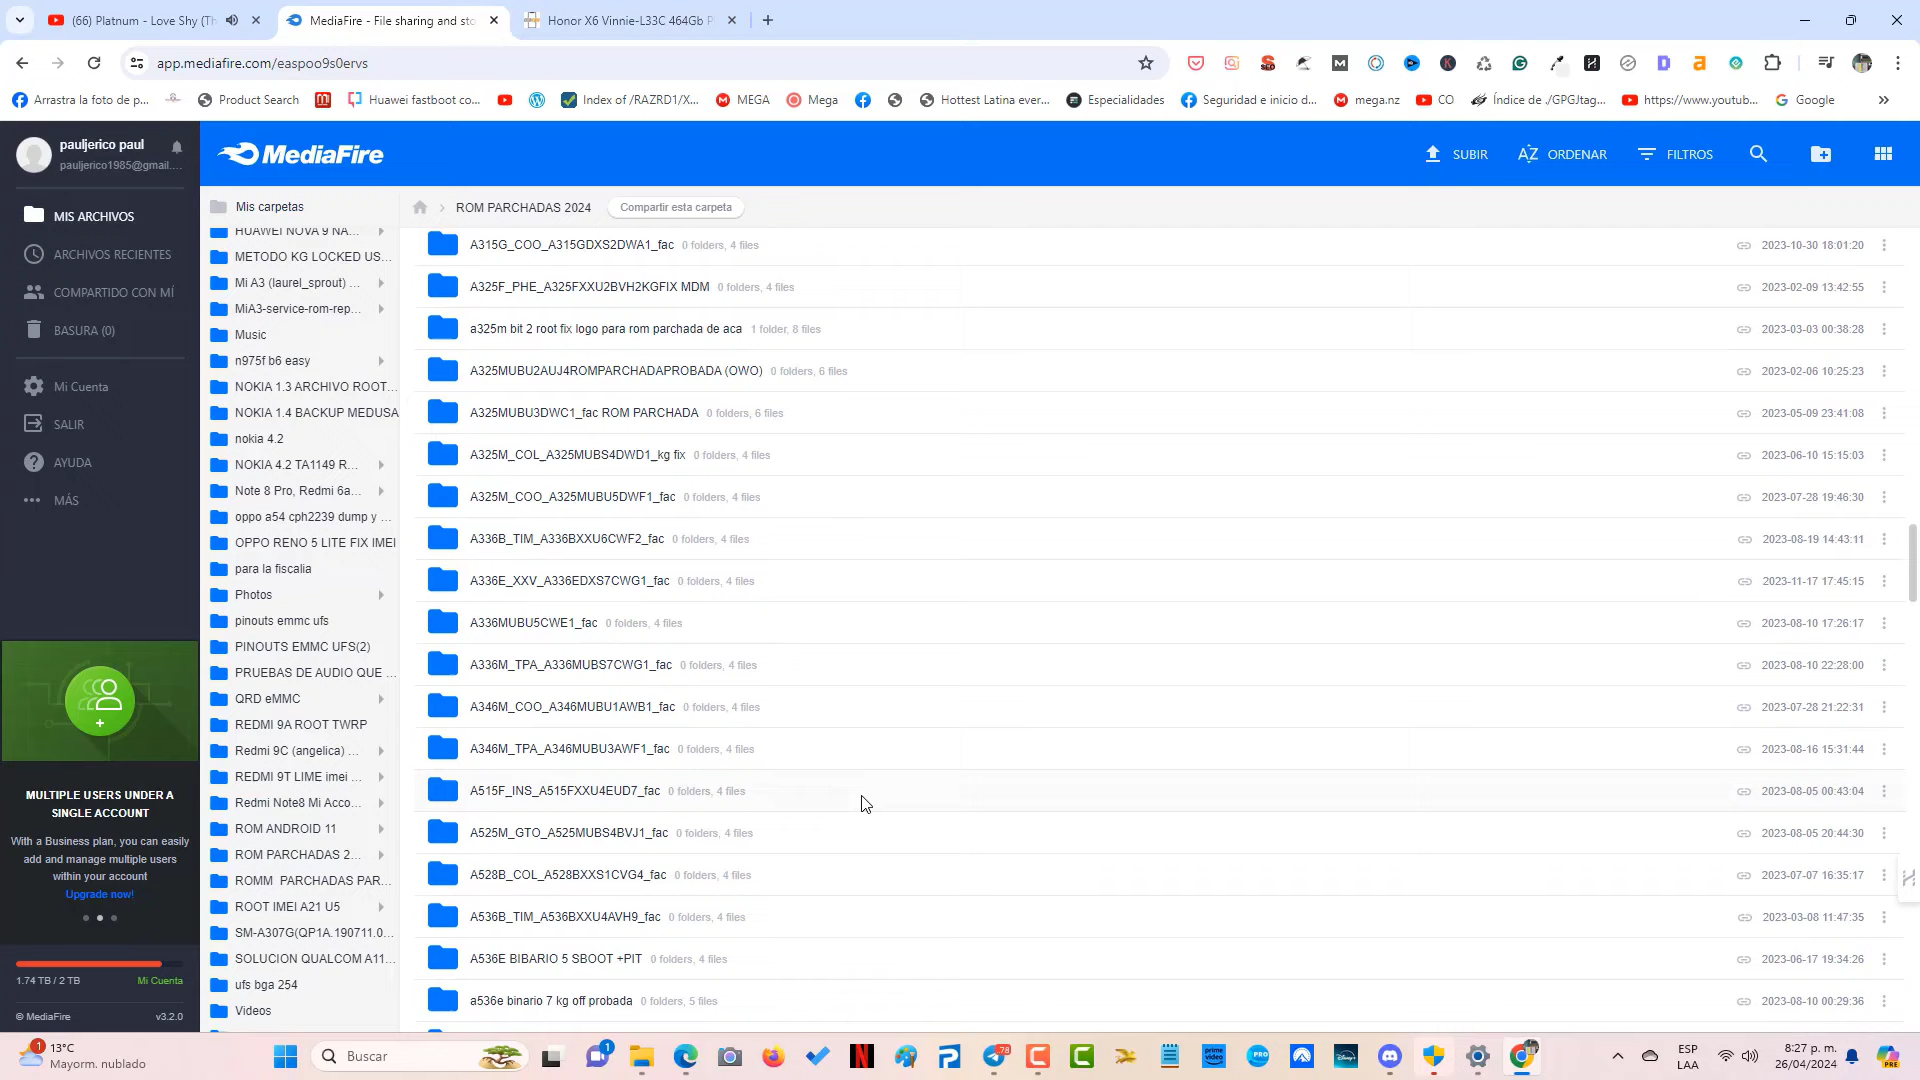 (66) Platnum - Love Shy (Th
MediaFire - File sharing and sto
Honor X6 Vinnie-L33C 464Gb P
app.mediafire.com/easpoo9s0ervs
Arrastra la foto de p...
Product Search
Huawei fastboot co...
Index of /RAZRD1/X...
MEGA
Mega
Hottest Latina ever...
Especialidades
Seguridad e inicio d...
mega.nz
CO
Índice de ./GPGJtag...
https://www.youtub...
Google
pauljerico paul
pauljerico1985@gmail....
MediaFire
SUBIR
ORDENAR
FILTROS
MIS ARCHIVOS
ARCHIVOS RECIENTES
COMPARTIDO CON MÍ
BASURA (0)
Mi Cuenta
SALIR
AYUDA
MÁS
MULTIPLE USERS UNDER A
SINGLE ACCOUNT
With a Business plan, you can easily
add and manage multiple users
within your account
Upgrade now!
1.74 TB / 2 TB
Mi Cuenta
© MediaFire
v3.2.0
Mis carpetas
HUAWEI NOVA 9 NA...
METODO KG LOCKED US...
Mi A3 (laurel_sprout) ...
MiA3-service-rom-rep...
Music
n975f b6 easy
NOKIA 1.3 ARCHIVO ROOT...
NOKIA 1.4 BACKUP MEDUSA
nokia 4.2
NOKIA 4.2 TA1149 R...
Note 8 Pro, Redmi 6a...
oppo a54 cph2239 dump y ...
OPPO RENO 5 LITE FIX IMEI
para la fiscalia
Photos
pinouts emmc ufs
PINOUTS EMMC UFS(2)
PRUEBAS DE AUDIO QUE ...
QRD eMMC
REDMI 9A ROOT TWRP
Redmi 9C (angelica) ...
REDMI 9T LIME imei ...
Redmi Note8 Mi Acco...
ROM ANDROID 11
ROM PARCHADAS 2...
ROMM PARCHADAS PAR...
ROOT IMEI A21 U5
SM-A307G(QP1A.190711.0...
SOLUCION QUALCOM A11...
ufs bga 254
Videos
ROM PARCHADAS 2024
Compartir esta carpeta
A315G_COO_A315GDXS2DWA1_fac 0 folders, 4 files 2023-10-30 18:01:20
A325F_PHE_A325FXXU2BVH2KGFIX MDM 0 folders, 4 files 2023-02-09 13:42:55
a325m bit 2 root fix logo para rom parchada de aca 1 folder, 8 files 2023-03-03 00:38:28
A325MUBU2AUJ4ROMPARCHADAPROBADA (OWO) 0 folders, 6 files 2023-02-06 10:25:23
A325MUBU3DWC1_fac ROM PARCHADA 0 folders, 6 files 2023-05-09 23:41:08
A325M_COL_A325MUBS4DWD1_kg fix 0 folders, 4 files 2023-06-10 15:15:03
A325M_COO_A325MUBU5DWF1_fac 0 folders, 4 files 2023-07-28 19:46:30
A336B_TIM_A336BXXU6CWF2_fac 0 folders, 4 files 2023-08-19 14:43:11
A336E_XXV_A336EDXS7CWG1_fac 0 folders, 4 files 2023-11-17 17:45:15
A336MUBU5CWE1_fac 0 folders, 4 files 2023-08-10 17:26:17
A336M_TPA_A336MUBS7CWG1_fac 0 folders, 4 files 2023-08-10 22:28:00
A346M_COO_A346MUBU1AWB1_fac 0 folders, 4 files 2023-07-28 21:22:31
A346M_TPA_A346MUBU3AWF1_fac 0 folders, 4 files 2023-08-16 15:31:44
A515F_INS_A515FXXU4EUD7_fac 0 folders, 4 files 2023-08-05 00:43:04
A525M_GTO_A525MUBS4BVJ1_fac 0 folders, 4 files 2023-08-05 20:44:30
A528B_COL_A528BXXS1CVG4_fac 0 folders, 4 files 2023-07-07 16:35:17
A536B_TIM_A536BXXU4AVH9_fac 0 folders, 4 files 2023-03-08 11:47:35
A536E BIBARIO 5 SBOOT +PIT 0 folders, 4 files 2023-06-17 19:34:26
a536e binario 7 kg off probada 0 folders, 5 files 2023-08-10 00:29:36
13°C
Mayorm. nublado
Buscar
ESP
LAA
8:27 p. m.
26/04/2024